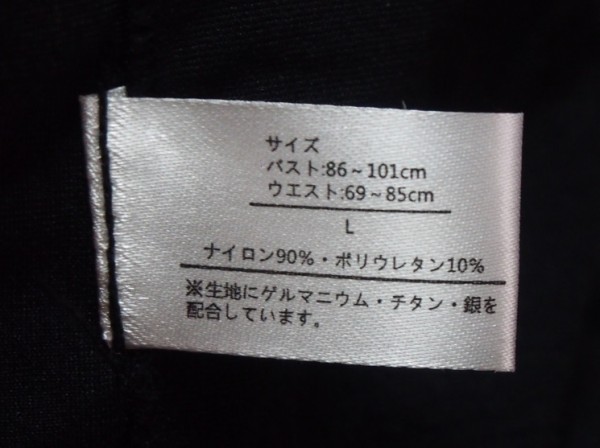 サイズ
バスト:86～101cm
ウエスト:69～85cm
L
ナイロン90%・ポリウレタン10%
※生地にゲルマニウム・チタン・銀を
配合しています。